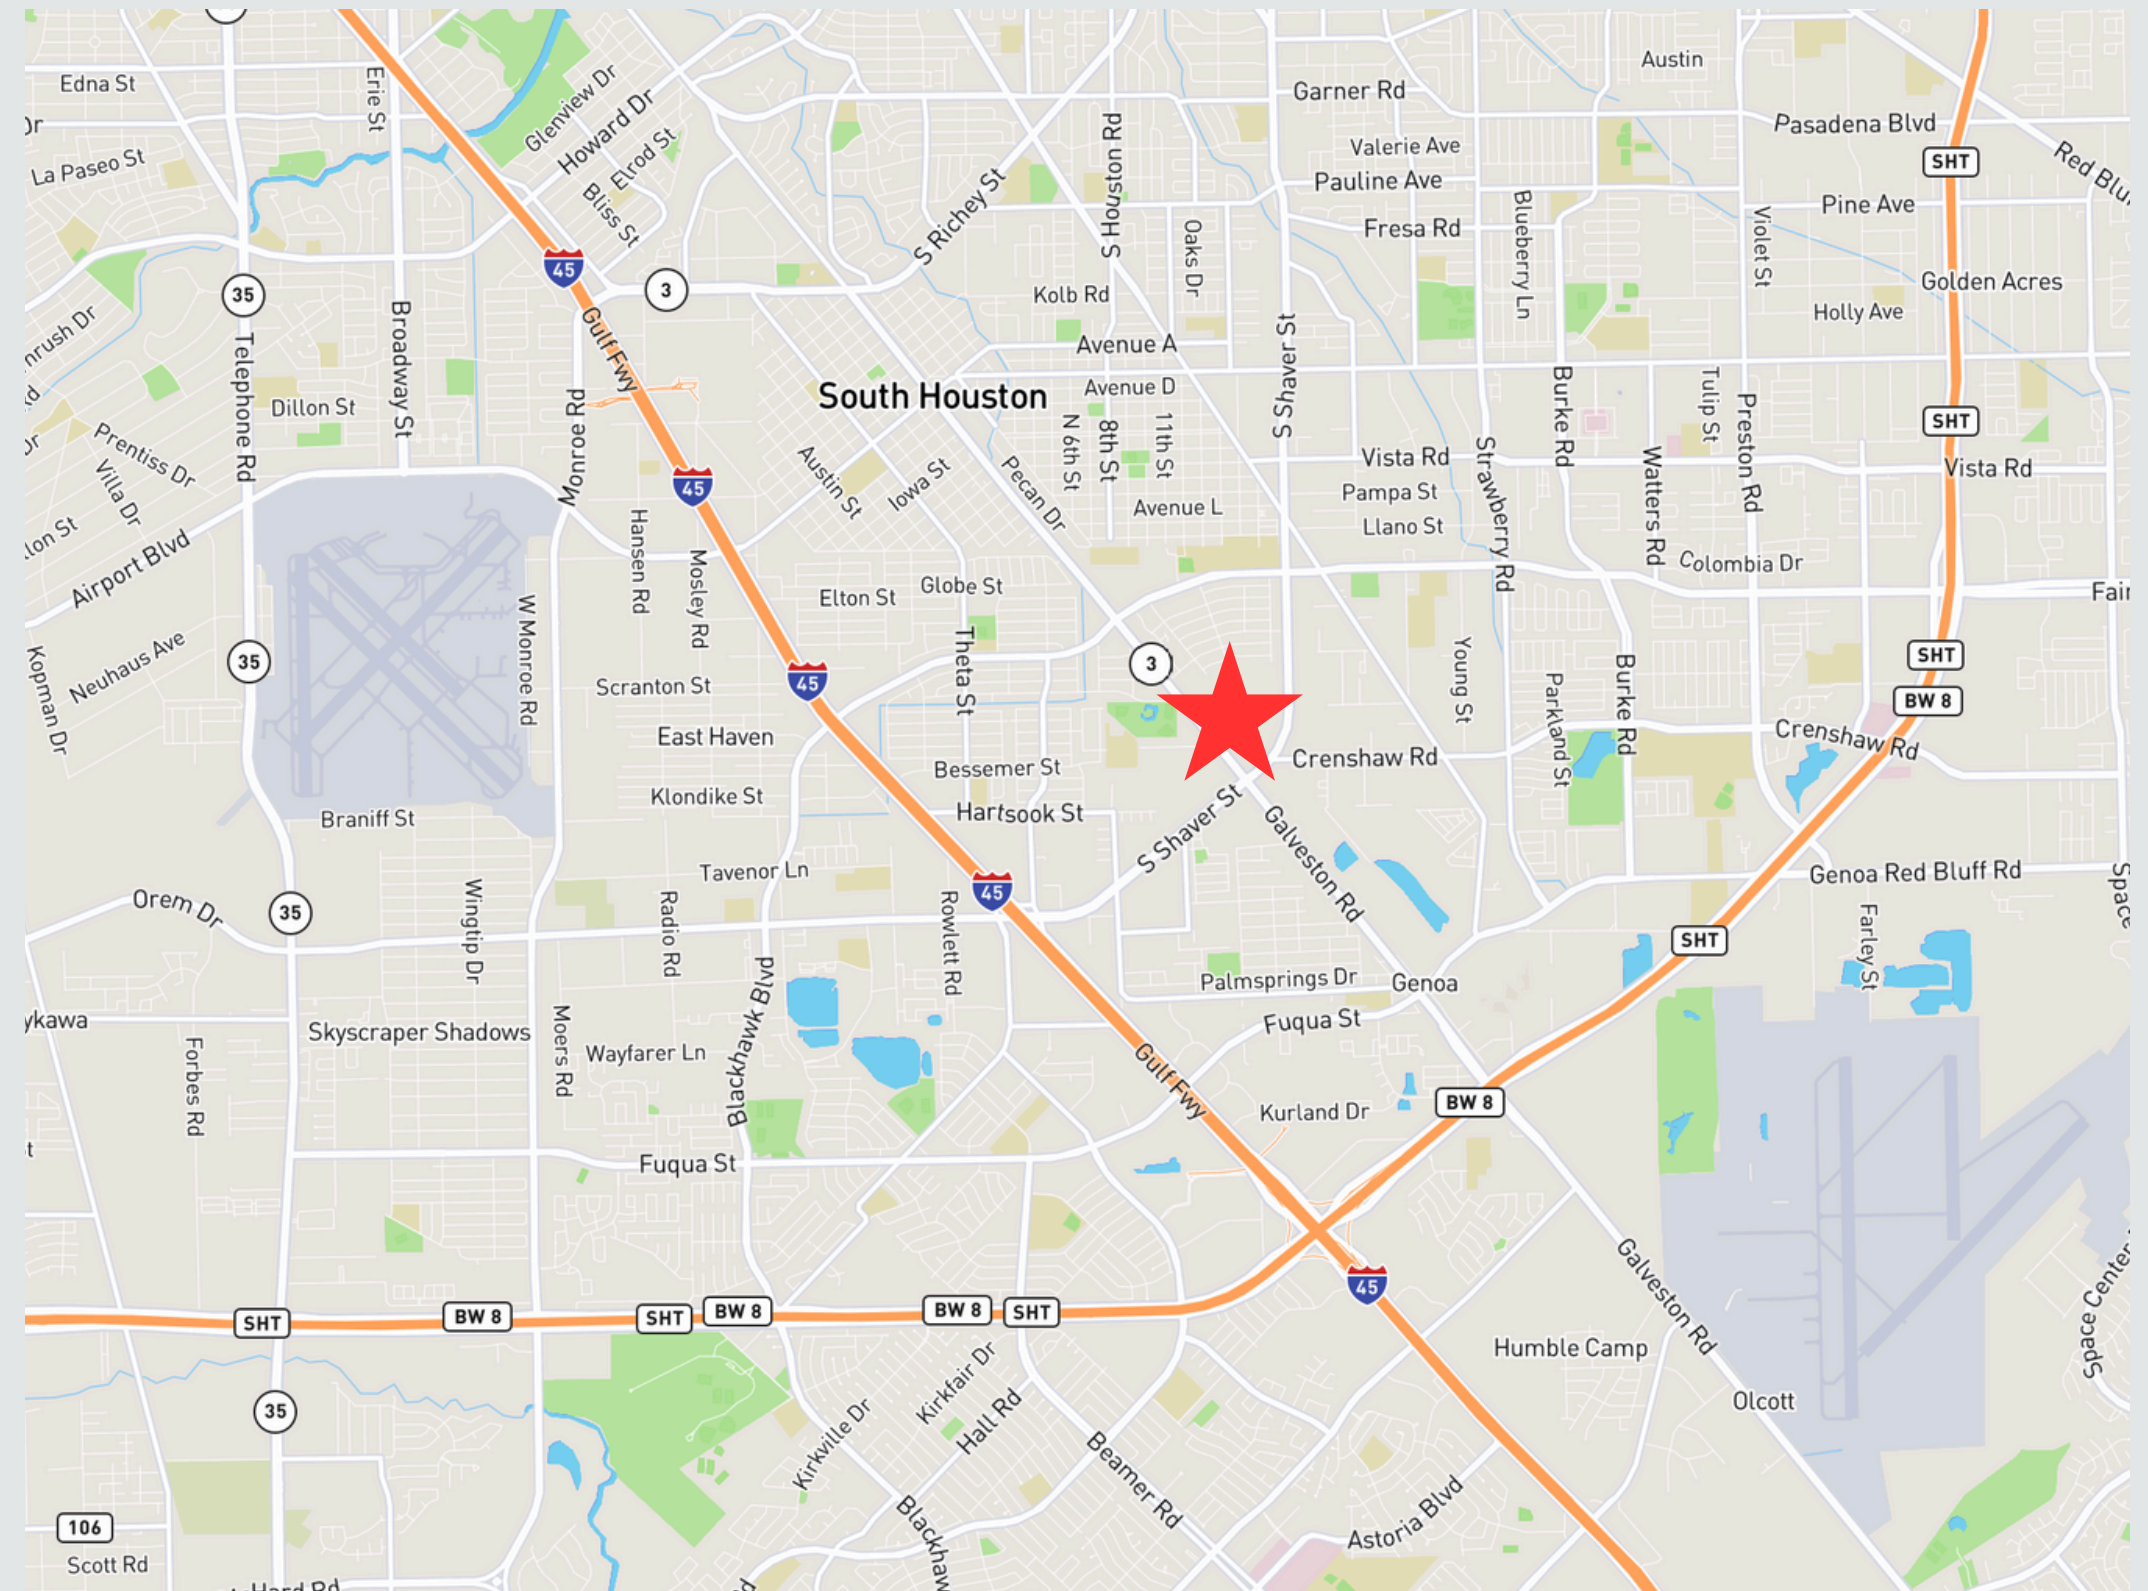 Edna St
Erie St
Glenview Dr
Howard Dr
Elrod St
Bliss St
La Paseo St
Garner Rd
Austin
Pasadena Blvd
SHT
Valerie Ave
Pauline Ave
Fresa Rd
S Houston Rd
Oaks Dr
S Richey St
Blueberry Ln
Pine Ave
Violet St
Golden Acres
Holly Ave
45
3
35
Kolb Rd
Avenue A
Avenue D
S Shaver St
Gulf Fwy
Telephone Rd
Broadway St
Monroe Rd
Dillon St
South Houston
N 6th St
8th St
11th St
Burke Rd
Tulip St
Preston Rd
SHT
Prentiss Dr
Villa Dr
Austin St
Iowa St
Pecan Dr
Vista Rd
Strawberry Rd
Watters Rd
Vista Rd
45
Pampa St
Llano St
Avenue L
Airport Blvd
Hansen Rd
Mosley Rd
Elton St
Globe St
Colombia Dr
35
Kopman Dr
Neuhaus Ave
W Monroe Rd
Scranton St
45
Theta St
3
Young St
Parkland St
Burke Rd
SHT
BW 8
East Haven
Crenshaw Rd
Crenshaw Rd
Bessemer St
Klondike St
Hartsook St
Braniff St
S Shaver St
Galveston Rd
Tavenor Ln
45
Genoa Red Bluff Rd
Orem Dr
35
Wingtip Dr
Radio Rd
Rowlett Rd
SHT
Farley St
Palmsprings Dr
Genoa
Fuqua St
Skyscraper Shadows
Moers Rd
Wayfarer Ln
Blackhawk Blvd
Forbes Rd
Gulf Fwy
Kurland Dr
BW 8
Fuqua St
Galveston Rd
45
SHT
BW 8
SHT
BW 8
BW 8
SHT
Humble Camp
Olcott
Space Center
35
Kirkville Dr
Kirkfair Dr
Hall Rd
Beamer Rd
Astoria Blvd
106
Scott Rd